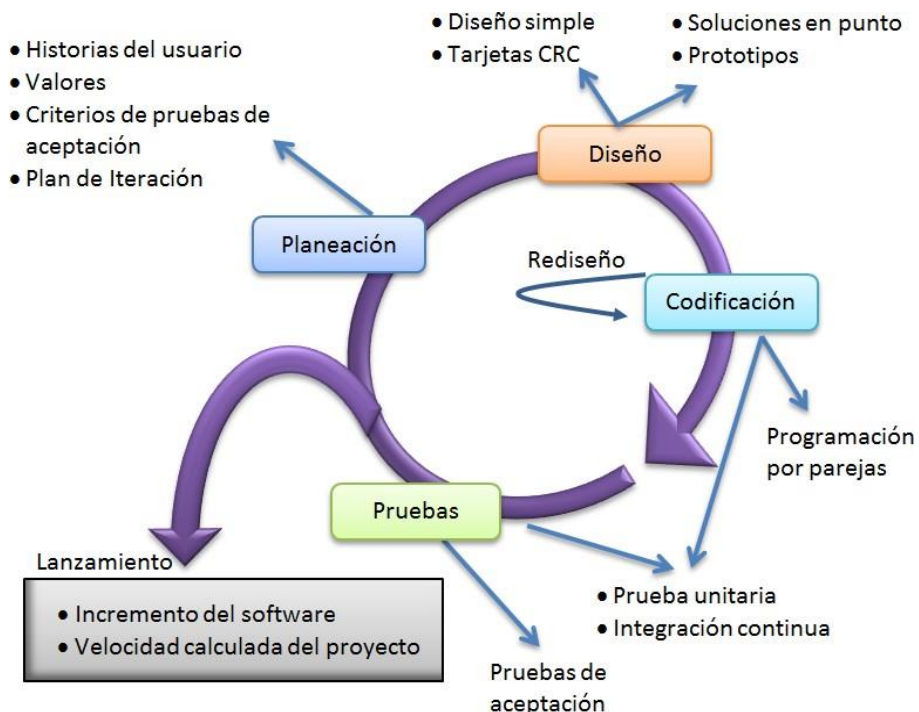 • Historias del usuario
• Valores
• Criterios de pruebas de
aceptación
• Plan de Iteración
• Diseño simple
• Tarjetas CRC
• Soluciones en punto
• Prototipos
Diseño
Planeación
Rediseño
Codificación
Programación
por parejas
Pruebas
Lanzamiento
• Incremento del software
• Velocidad calculada del proyecto
• Prueba unitaria
• Integración continua
Pruebas de
aceptación